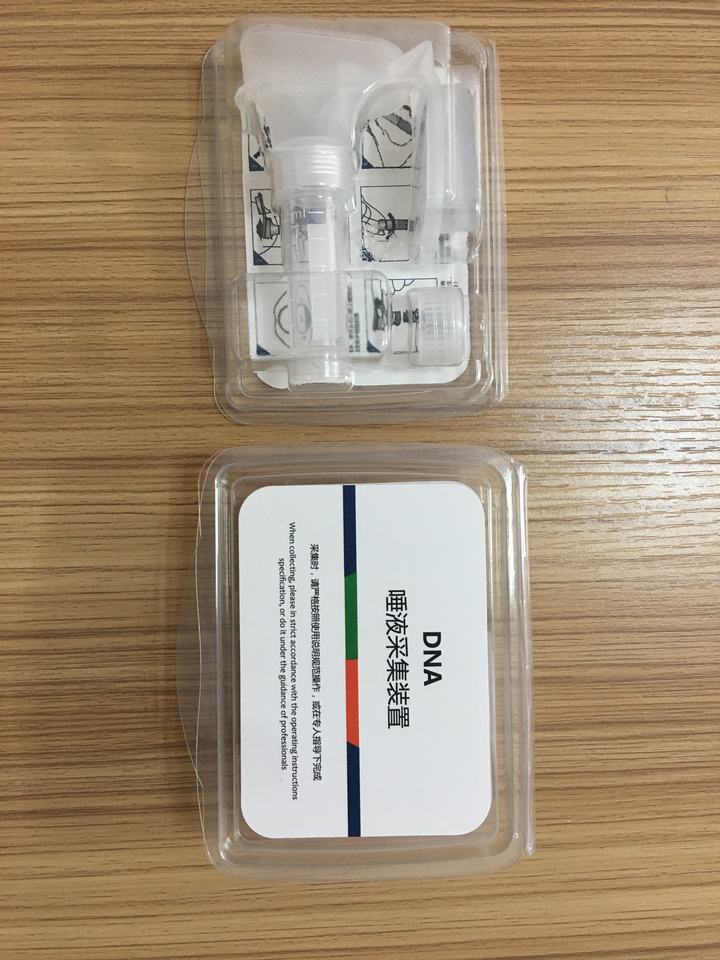 DNA
唾液采集装置
采集时，请严格按照使用说明规范操作，或在专人指导下完成
When collecting, please in strict accordance with the operating instructions
specification, or do it under the guidance of professionals